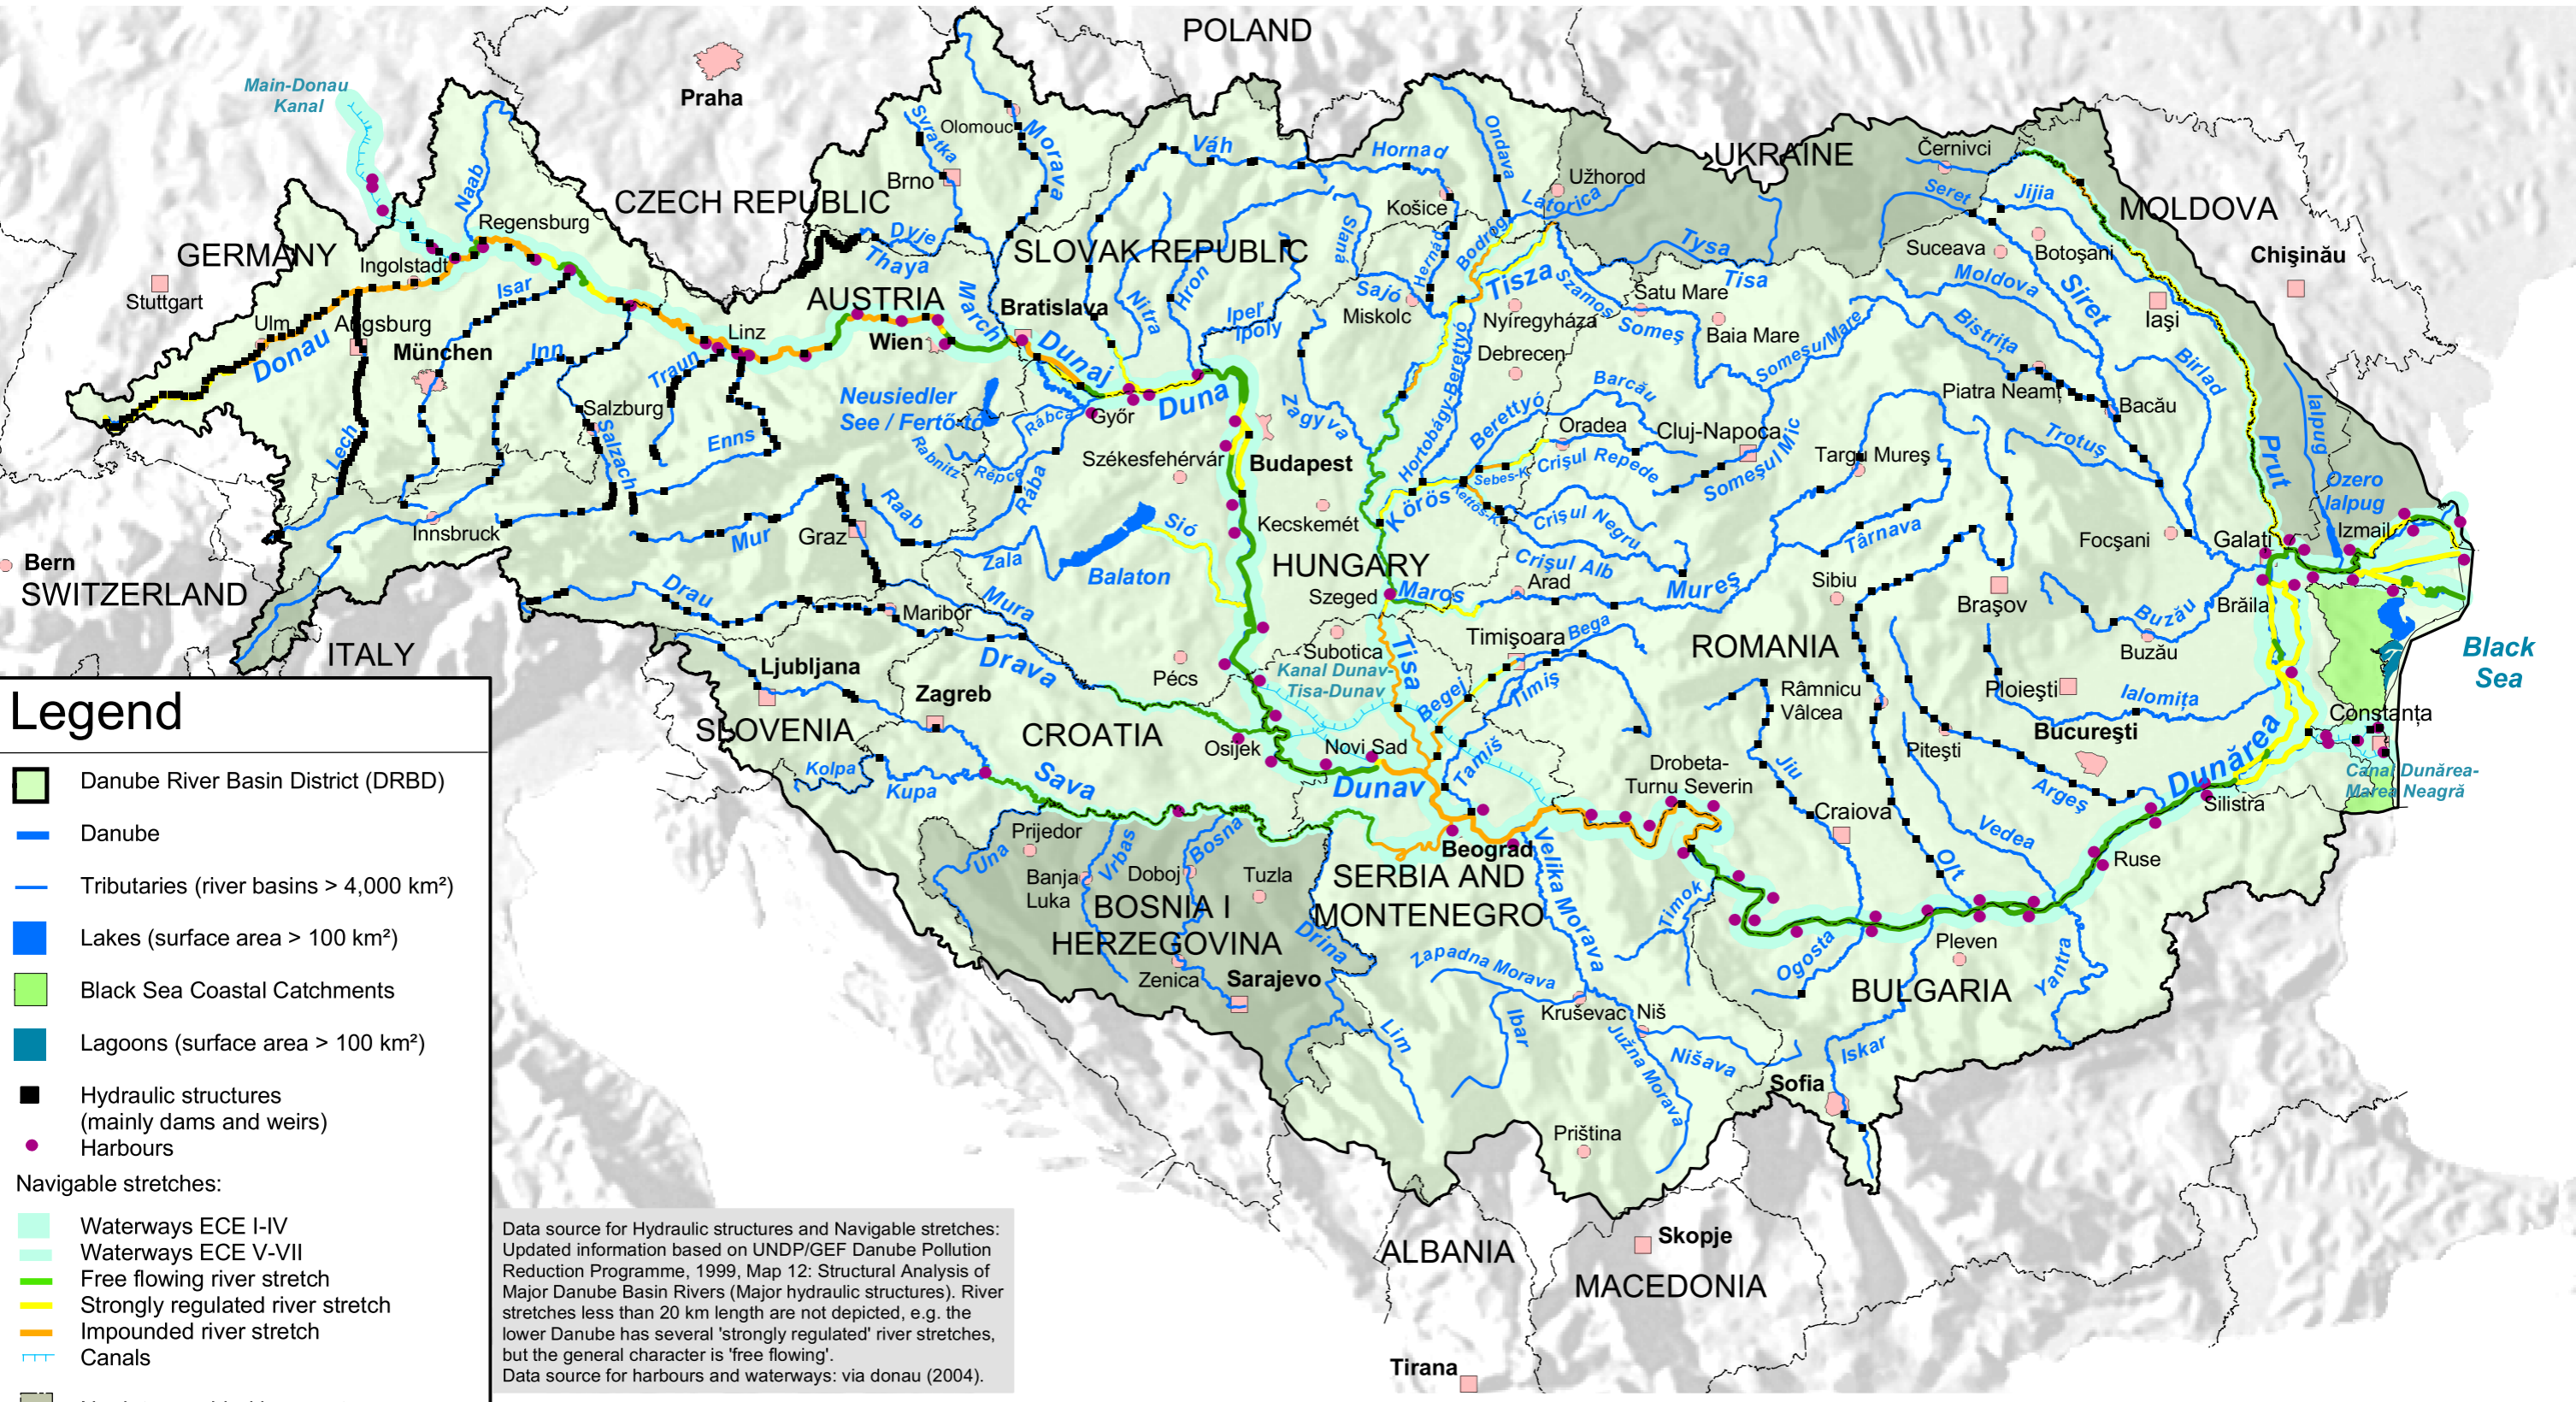 POLAND
Main-Donau
Kanal
Praha
Svratka
Olomouc
Morava
Váh
Hornad
Ondava
UKRAINE
Černivci
Užhorod
Latorica
Brno
CZECH REPUBLIC
Naab
Regensburg
GERMANY
Ingolstadt
Stuttgart
Dyje
Thaya
SLOVAK REPUBLIC
Slaná
Košice
Hernád
Bodrog
Tysa
Tisa
Seret
Jijia
MOLDOVA
Chişinău
Suceava
Botoşani
Moldova
Siret
Iaşi
Isar
AUSTRIA
March
Bratislava
Nitra
Hron
Ipel'
Ipoly
Sajó
Miskolc
Tisza
Szamos
Someş
Satu Mare
Nyíregyháza
Baia Mare
Someşul Mare
Bistriţa
Birlad
Ulm
Augsburg
Donau
München
Inn
Linz
Traun
Wien
Dunaj
Duna
Debrecen
Hortobágy-Berettyó
Zagyva
Berettyó
Barcău
Piatra Neamţ
Bacău
Ialpug
Neusiedler
See / Fertő-tó
Rábca
Győr
Salzburg
Salzach
Enns
Lech
Rabnitz
Répce
Rába
Székesfehérvár
Budapest
Oradea
Cluj-Napoca
Crişul Repede
Sebes-K
Kettős-K
Someşul Mic
Targu Mureş
Trotuş
Prut
Ozero
Ialpug
Izmail
Galaţi
Innsbruck
Mur
Graz
Raab
Zala
Sió
Balaton
Kecskemét
Körös
Crişul Negru
Crişul Alb
Târnava
Focşani
Bern
SWITZERLAND
ITALY
Drau
Maribor
Mura
HUNGARY
Szeged
Maros
Arad
Mureş
Sibiu
Braşov
Buzău
Buzău
Brăila
Black
Sea
Ljubljana
Drava
Zagreb
Pécs
Subotica
Kanal Dunav-
Tisa-Dunav
Tisa
Timişoara
Bega
Begej
Timiş
ROMANIA
Râmnicu
Vâlcea
Ploieşti
Ialomiţa
Bucureşti
Piteşti
Constanţa
Canal Dunărea-
Marea Neagră
Dunărea
Silistra
SLOVENIA
CROATIA
Kolpa
Kupa
Sava
Osijek
Novi Sad
Dunav
Tamiš
Drobeta-
Turnu Severin
Jiu
Craiova
Argeş
Vedea
Olt
Ruse
Prijedor
Una
Banja
Luka
Vrbas
Doboj
Bosna
Tuzla
BOSNIA I
HERZEGOVINA
Zenica
Sarajevo
Drina
Beograd
SERBIA AND
MONTENEGRO
Velika Morava
Timok
Zapadna Morava
Kruševac
Niš
Ibar
Lim
Južna Morava
Nišava
Priština
Ogosta
Pleven
BULGARIA
Yantra
Iskar
Sofia
Skopje
ALBANIA
MACEDONIA
Tirana
Legend
Danube River Basin District (DRBD)
Danube
Tributaries (river basins > 4,000 km²)
Lakes (surface area > 100 km²)
Black Sea Coastal Catchments
Lagoons (surface area > 100 km²)
Hydraulic structures
(mainly dams and weirs)
Harbours
Navigable stretches:
Waterways ECE I-IV
Waterways ECE V-VII
Free flowing river stretch
Strongly regulated river stretch
Impounded river stretch
Canals
Data source for Hydraulic structures and Navigable stretches:
Updated information based on UNDP/GEF Danube Pollution
Reduction Programme, 1999, Map 12: Structural Analysis of
Major Danube Basin Rivers (Major hydraulic structures). River
stretches less than 20 km length are not depicted, e.g. the
lower Danube has several 'strongly regulated' river stretches,
but the general character is 'free flowing'.
Data source for harbours and waterways: via donau (2004).